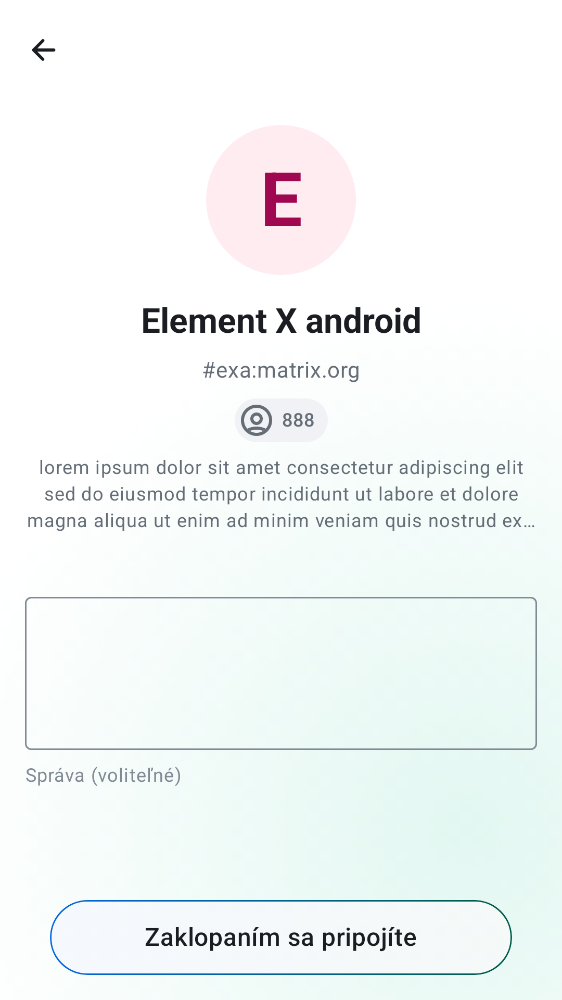 E
Element X android
#exa:matrix.org
888
lorem ipsum dolor sit amet consectetur adipiscing elit
sed do eiusmod tempor incididunt ut labore et dolore
magna aliqua ut enim ad minim veniam quis nostrud ex…
Správa (voliteľné)
Zaklopaním sa pripojíte